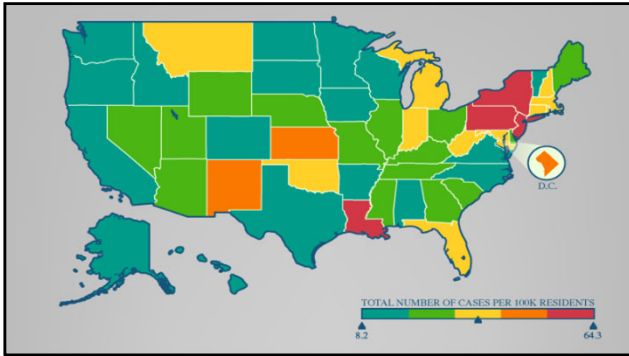 D.C.
TOTAL NUMBER OF CASES PER 100K RESIDENTS
8.2
64.3